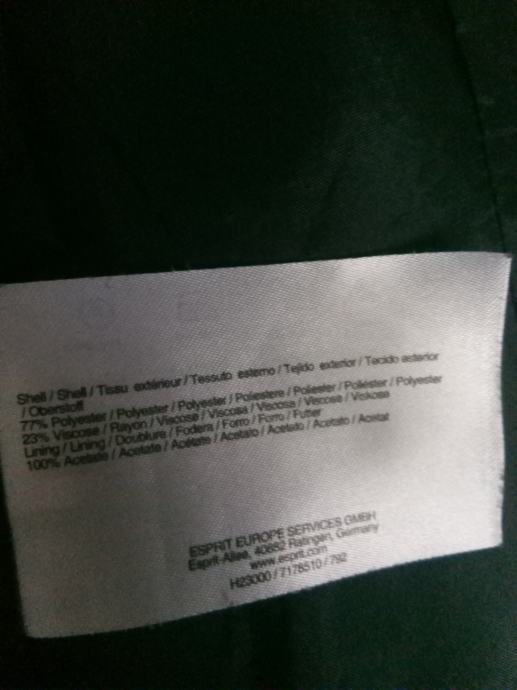 Shell / Shell / Tissu extérieur / Tessuto esterno / Tejido exterior / Tecido exterior
/ Oberstoff
77% Polyester / Polyester / Polyester / Poliestere / Poliester / Poliéster / Polyester
23% Viscose / Rayon / Viscose / Viscosa / Viscosa / Viscose / Viskose
Lining / Lining / Doublure / Fodera / Forro / Forro / Futter
100% Acetate / Acetate / Acétate / Acetato / Acetato / Acetato / Acetat
ESPRIT EUROPE SERVICES GMBH
Esprit-Allee, 40882 Ratingen, Germany
www.esprit.com
H23000 / 7178510 / 792